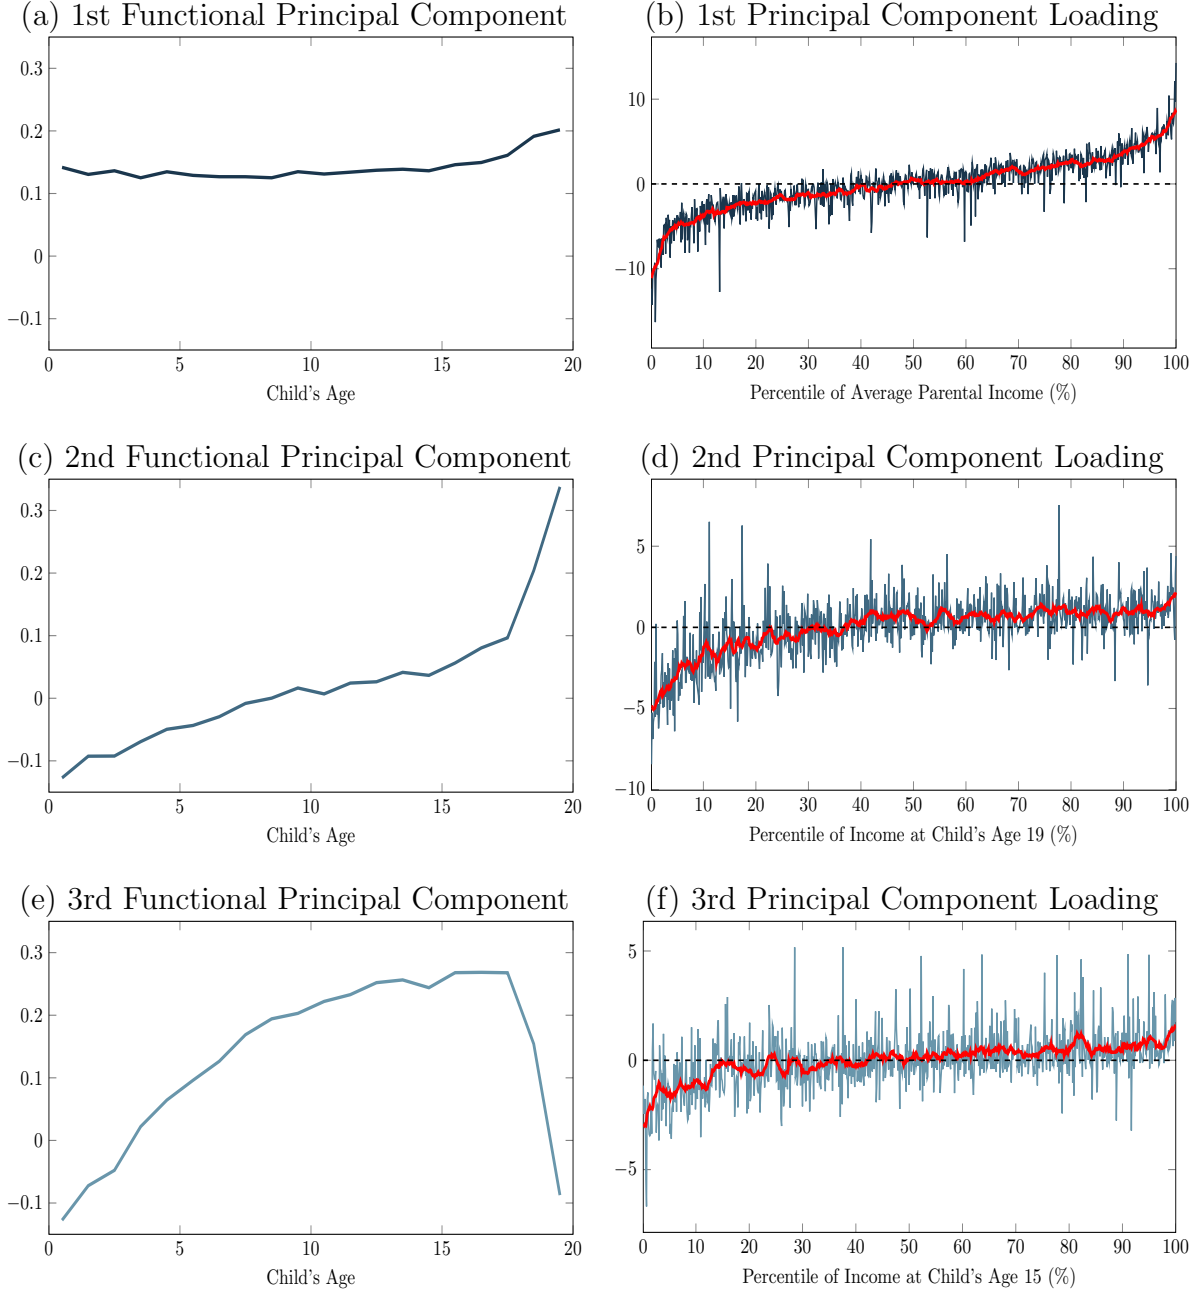 (a) 1st Functional Principal Component
0.3
0.2
0.1
0
−0.1
0 5 10 15 20
Child's Age
(b) 1st Principal Component Loading
10
0
−10
0 10 20 30 40 50 60 70 80 90 100
Percentile of Average Parental Income (%)
(c) 2nd Functional Principal Component
0.3
0.2
0.1
0
−0.1
0 5 10 15 20
Child's Age
(d) 2nd Principal Component Loading
5
0
−5
−10
0 10 20 30 40 50 60 70 80 90 100
Percentile of Income at Child's Age 19 (%)
(e) 3rd Functional Principal Component
0.3
0.2
0.1
0
−0.1
0 5 10 15 20
Child's Age
(f) 3rd Principal Component Loading
5
0
−5
0 10 20 30 40 50 60 70 80 90 100
Percentile of Income at Child's Age 15 (%)